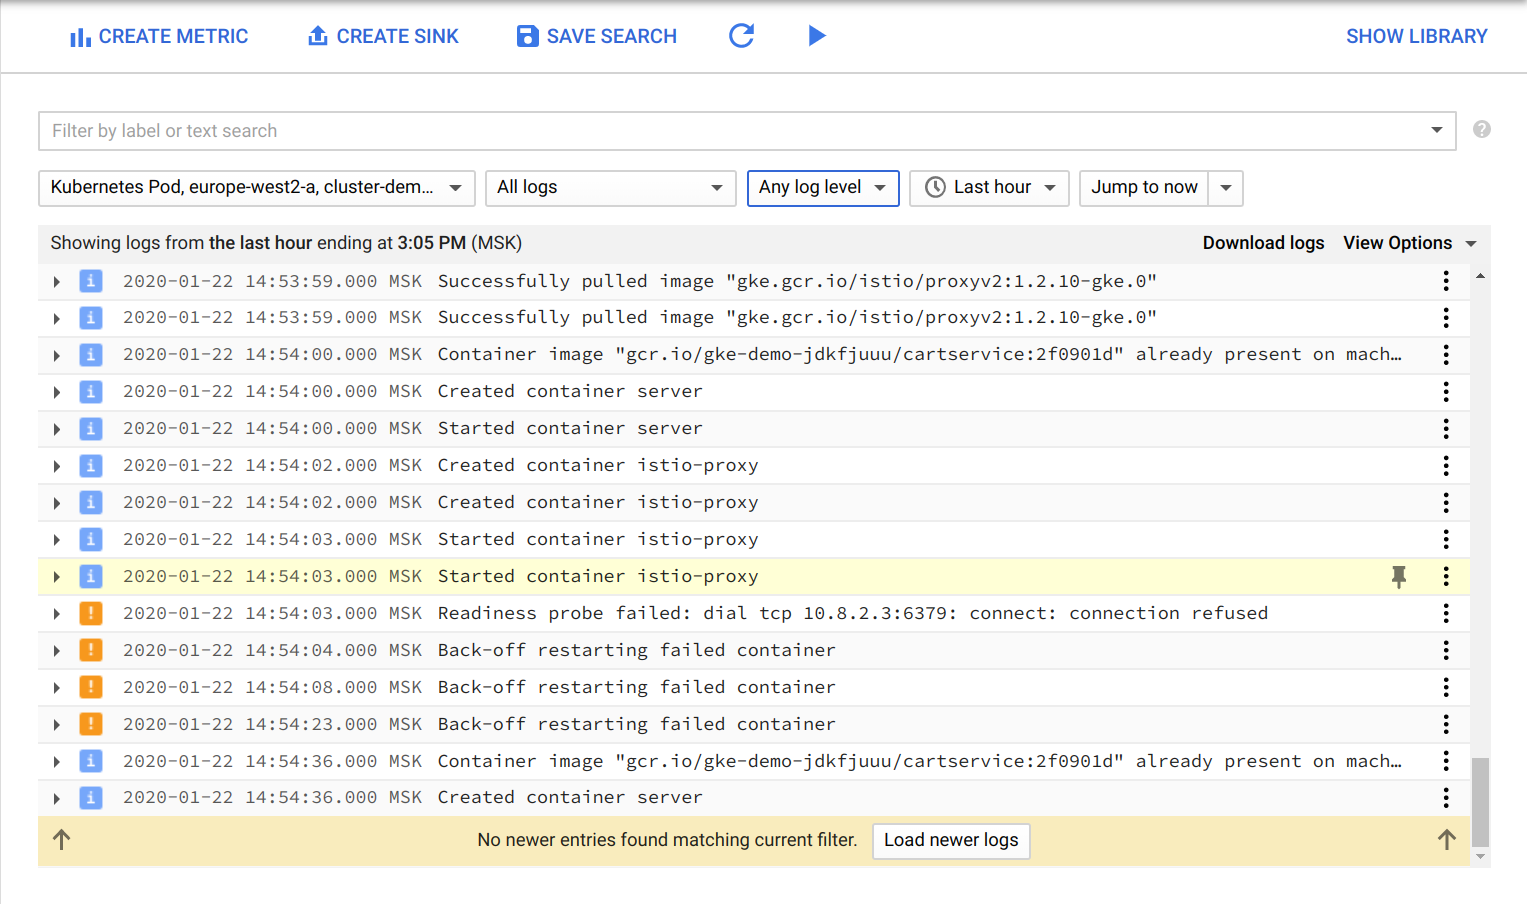 CREATE METRIC CREATE SINK SAVE SEARCH SHOW LIBRARY
Filter by label or text search ?
Kubernetes Pod, europe-west2-a, cluster-dem... All logs Any log level Last hour Jump to now
Showing logs from the last hour ending at 3:05 PM (MSK) Download logs View Options
i 2020-01-22 14:53:59.000 MSK Successfully pulled image "gke.gcr.io/istio/proxyv2:1.2.10-gke.0"
i 2020-01-22 14:53:59.000 MSK Successfully pulled image "gke.gcr.io/istio/proxyv2:1.2.10-gke.0"
i 2020-01-22 14:54:00.000 MSK Container image "gcr.io/gke-demo-jdkfjuuu/cartservice:2f0901d" already present on mach...
i 2020-01-22 14:54:00.000 MSK Created container server
i 2020-01-22 14:54:00.000 MSK Started container server
i 2020-01-22 14:54:02.000 MSK Created container istio-proxy
i 2020-01-22 14:54:02.000 MSK Created container istio-proxy
i 2020-01-22 14:54:03.000 MSK Started container istio-proxy
i 2020-01-22 14:54:03.000 MSK Started container istio-proxy
! 2020-01-22 14:54:03.000 MSK Readiness probe failed: dial tcp 10.8.2.3:6379: connect: connection refused
! 2020-01-22 14:54:04.000 MSK Back-off restarting failed container
! 2020-01-22 14:54:08.000 MSK Back-off restarting failed container
! 2020-01-22 14:54:23.000 MSK Back-off restarting failed container
i 2020-01-22 14:54:36.000 MSK Container image "gcr.io/gke-demo-jdkfjuuu/cartservice:2f0901d" already present on mach...
i 2020-01-22 14:54:36.000 MSK Created container server
No newer entries found matching current filter. Load newer logs